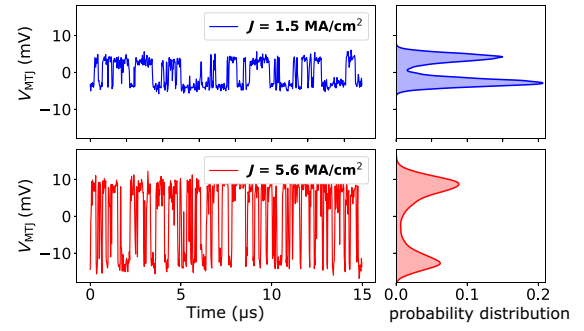 V_MTJ (mV)
10
0
−10
J = 1.5 MA/cm²
V_MTJ (mV)
10
0
−10
J = 5.6 MA/cm²
0 5 10 15
Time (μs)
0.0 0.1 0.2
probability distribution